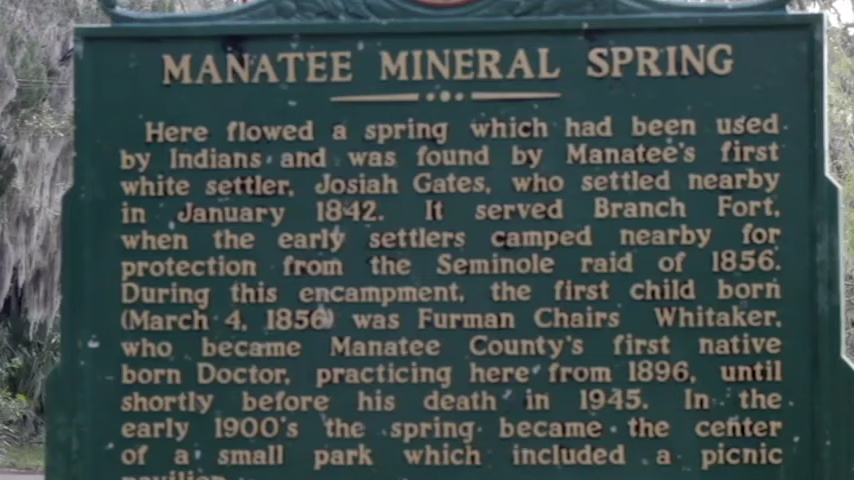 MANATEE MINERAL SPRING
Here flowed a spring which had been used
by Indians and was found by Manatee's first
white settler, Josiah Gates, who settled nearby
in January 1842. It served Branch Fort,
when the early settlers camped nearby for
protection from the Seminole raid of 1856.
During this encampment, the first child born
(March 4, 1856) was Furman Chairs Whitaker,
who became Manatee County's first native
born Doctor, practicing here from 1896, until
shortly before his death in 1945. In the
early 1900's the spring became the center
of a small park which included a picnic